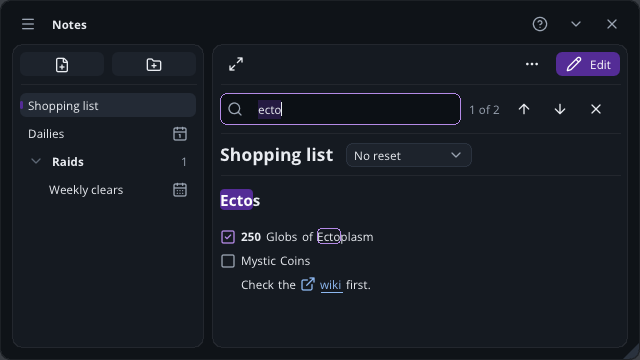 Notes
Edit
Shopping list
Dailies
Raids 1
Weekly clears
ecto
1 of 2
Shopping list
No reset
Ectos
250 Globs of Ectoplasm
Mystic Coins
Check the wiki first.